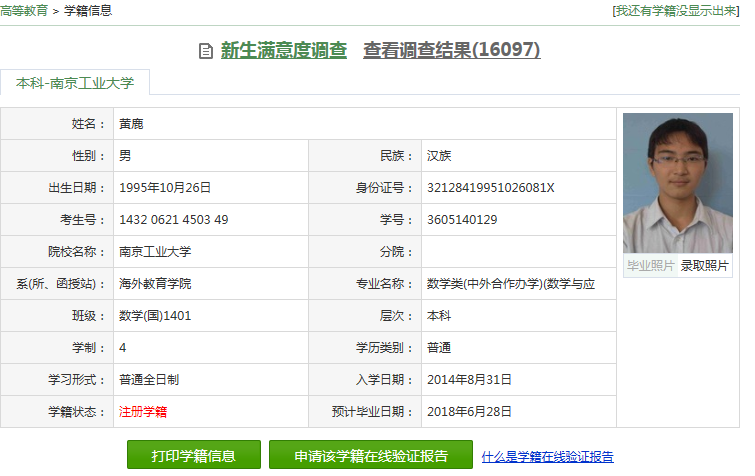 高等教育 > 学籍信息 [我还有学籍没显示出来]
新生满意度调查 查看调查结果(16097)
本科-南京工业大学
姓名： 黄鹿
性别： 男 民族： 汉族
出生日期： 1995年10月26日 身份证号： 32128419951026081X
考生号： 1432 0621 4503 49 学号： 3605140129
院校名称： 南京工业大学 分院：
系(所、函授站)： 海外教育学院 专业名称： 数学类(中外合作办学)(数学与应
班级： 数学(国)1401 层次： 本科
学制： 4 学历类别： 普通
学习形式： 普通全日制 入学日期： 2014年8月31日
学籍状态： 注册学籍 预计毕业日期： 2018年6月28日
毕业照片 录取照片
打印学籍信息 申请该学籍在线验证报告 什么是学籍在线验证报告